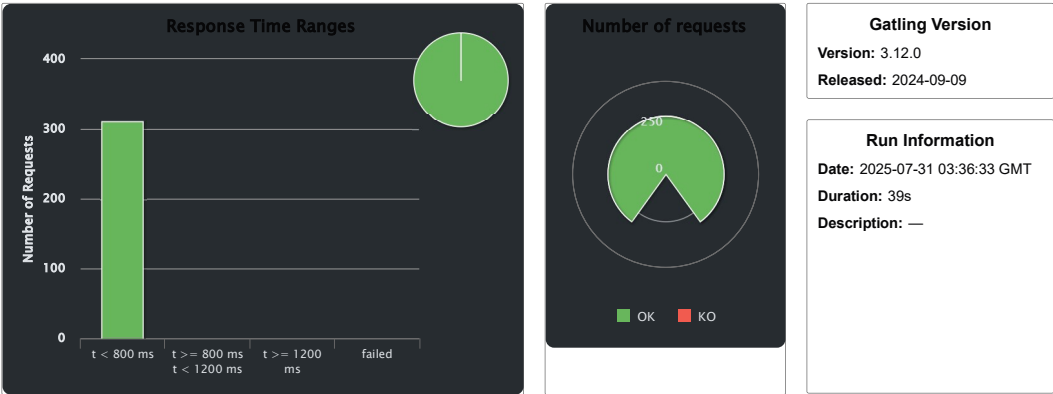 Response Time Ranges
400
300
200
100
0
Number of Requests
t < 800 ms
t >= 800 ms
t < 1200 ms
t >= 1200
ms
failed
Number of requests
250
0
OK
KO
Gatling Version
Version: 3.12.0
Released: 2024-09-09
Run Information
Date: 2025-07-31 03:36:33 GMT
Duration: 39s
Description: —